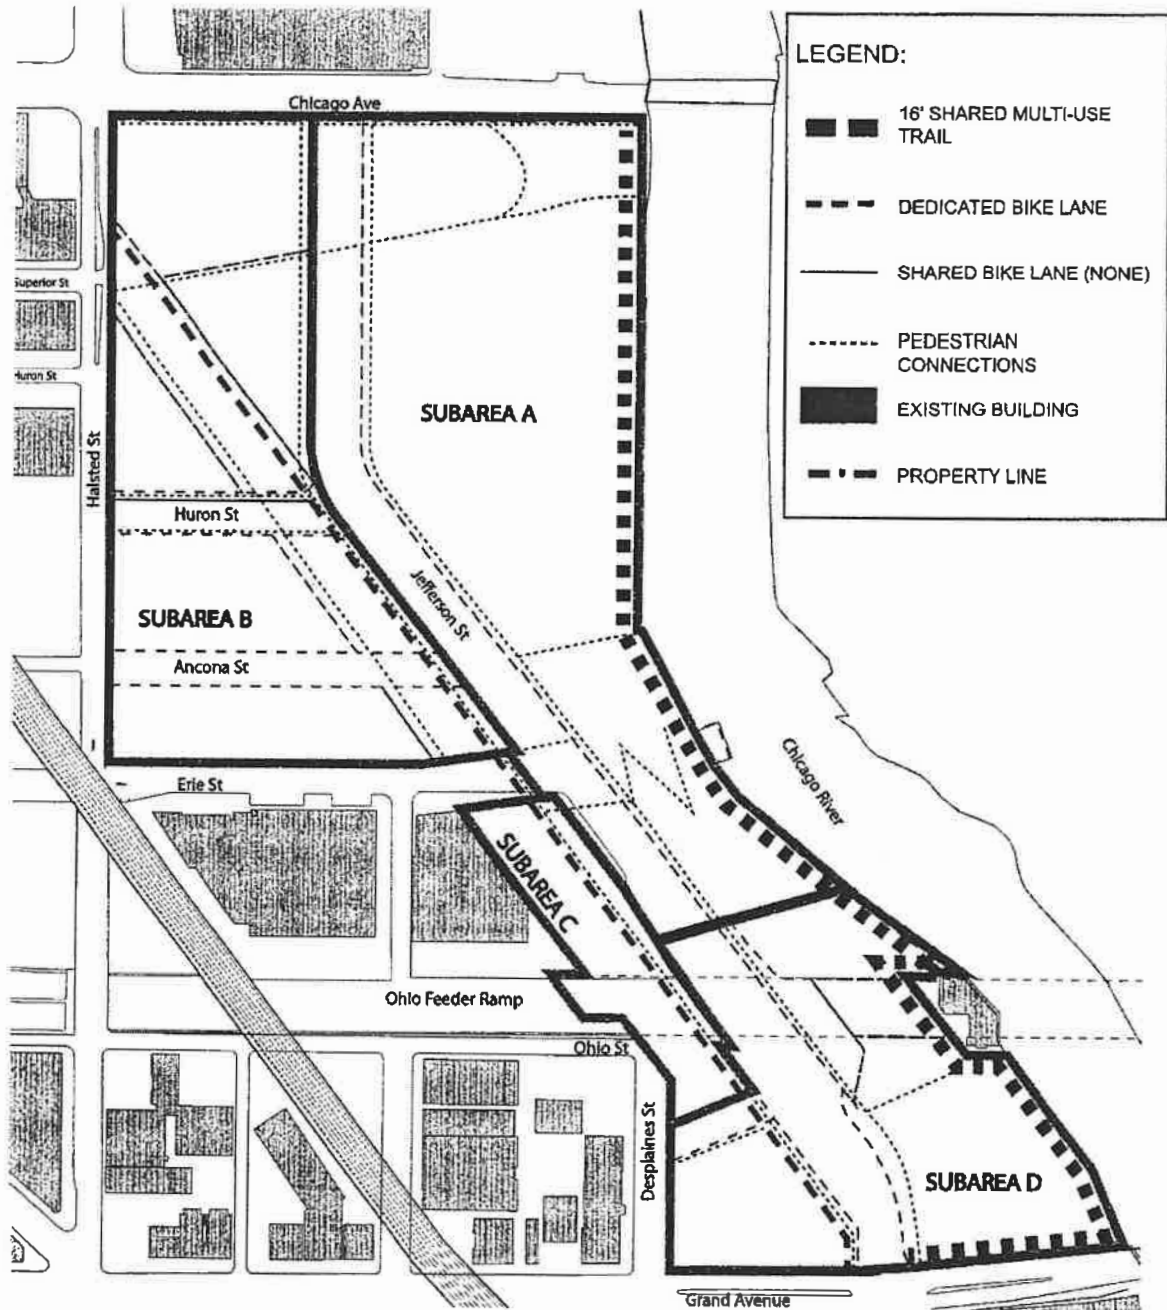 LEGEND:
16' SHARED MULTI-USE
TRAIL
DEDICATED BIKE LANE
SHARED BIKE LANE (NONE)
PEDESTRIAN
CONNECTIONS
EXISTING BUILDING
PROPERTY LINE
Chicago Ave
Superior St
Huron St
Halsted St
SUBAREA A
Huron St
Jefferson St
SUBAREA B
Ancona St
Chicago River
Erie St
SUBAREA C
Ohio Feeder Ramp
Ohio St
Desplaines St
SUBAREA D
Grand Avenue